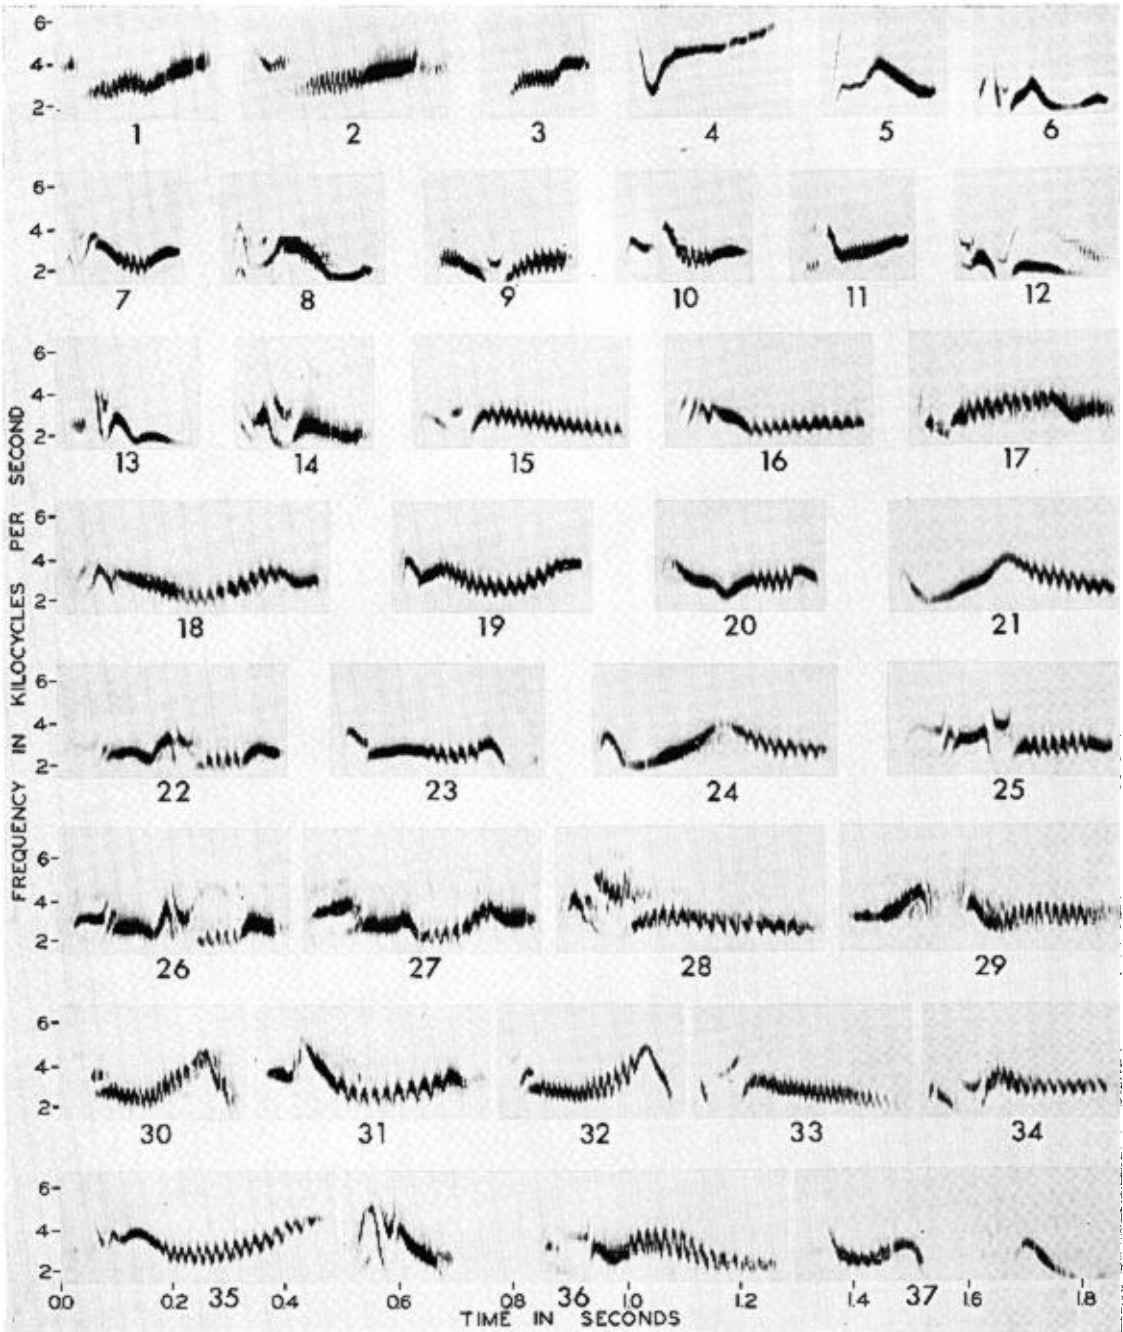 6-
4-
2-
1 2 3 4 5 6
6-
4-
2-
7 8 9 10 11 12
6-
4-
2-
13 14 15 16 17
6-
4-
2-
18 19 20 21
6-
4-
2-
22 23 24 25
6-
4-
2-
26 27 28 29
6-
4-
2-
30 31 32 33 34
6-
4-
2-
0.0 0.2 35 0.4 0.6 0.8 36 1.0 1.2 1.4 37 1.6 1.8
TIME IN SECONDS
FREQUENCY IN KILOCYCLES PER SECOND